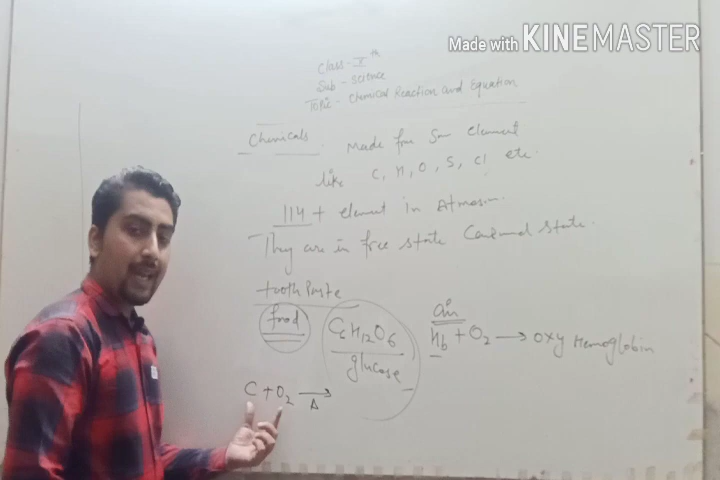 Made with KINEMASTER
Class - X th
Sub - Science
Topic - Chemical Reaction and Equation
Chemicals. Made from Some element
like C, H, O, S, Cl etc.
114 + element in
They are in free state state.
tooth Paste
food
C6H12O6
glucose
air
Hb + O2 → oxy Hemoglobin
C + O2 → Δ